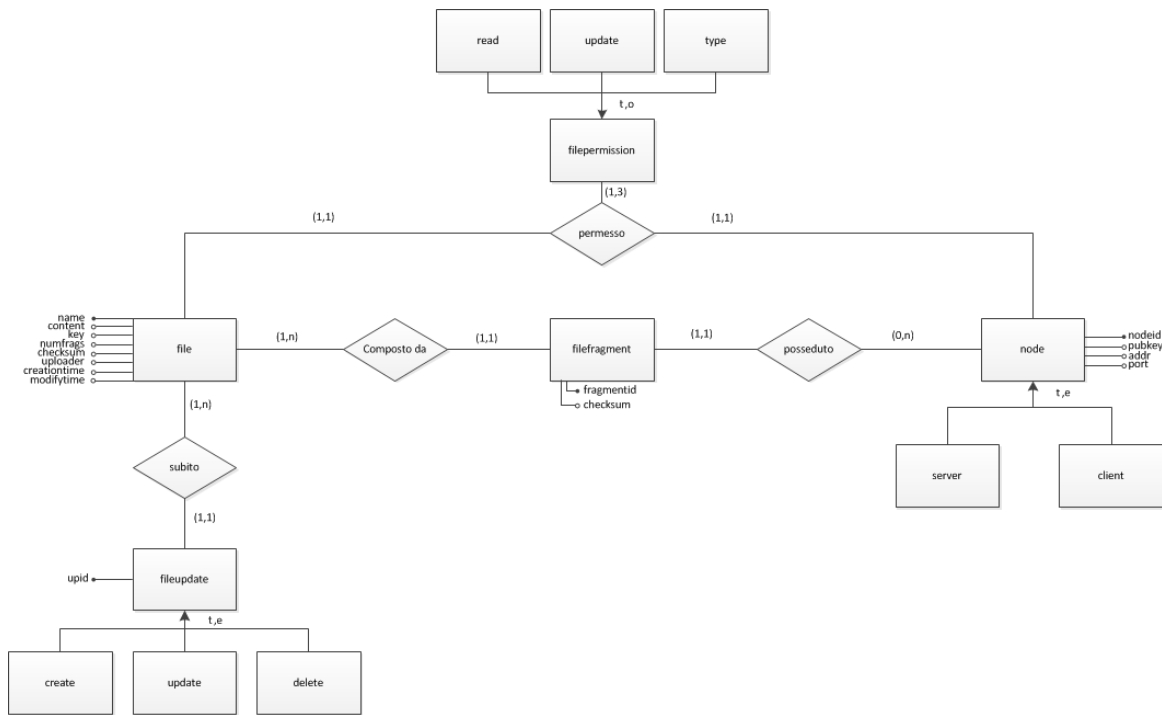 read
update
type
t,o
filepermission
(1,3)
(1,1)
(1,1)
permesso
name
content
key
numfrags
checksum
uploader
creationtime
modifytime
file
(1,n)
Composto da
(1,1)
filefragment
(1,1)
posseduto
(0,n)
node
nodeid
pubkey
addr
port
fragmentid
checksum
t,e
(1,n)
subito
server
client
(1,1)
upid
fileupdate
t,e
create
update
delete